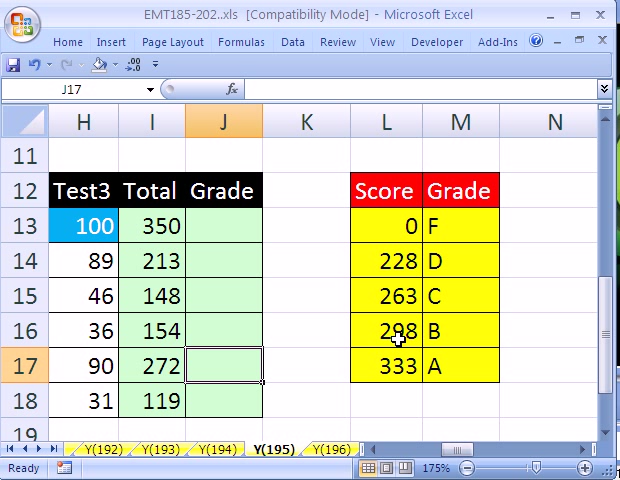 EMT185-202..xls [Compatibility Mode] - Microsoft Excel
Home Insert Page Layout Formulas Data Review View Developer Add-Ins
J17 fx
H I J K L M N
11
12 Test3 Total Grade Score Grade
13 100 350 0 F
14 89 213 228 D
15 46 148 263 C
16 36 154 298 B
17 90 272 333 A
18 31 119
19
Y(192) Y(193) Y(194) Y(195) Y(196)
Ready 175%